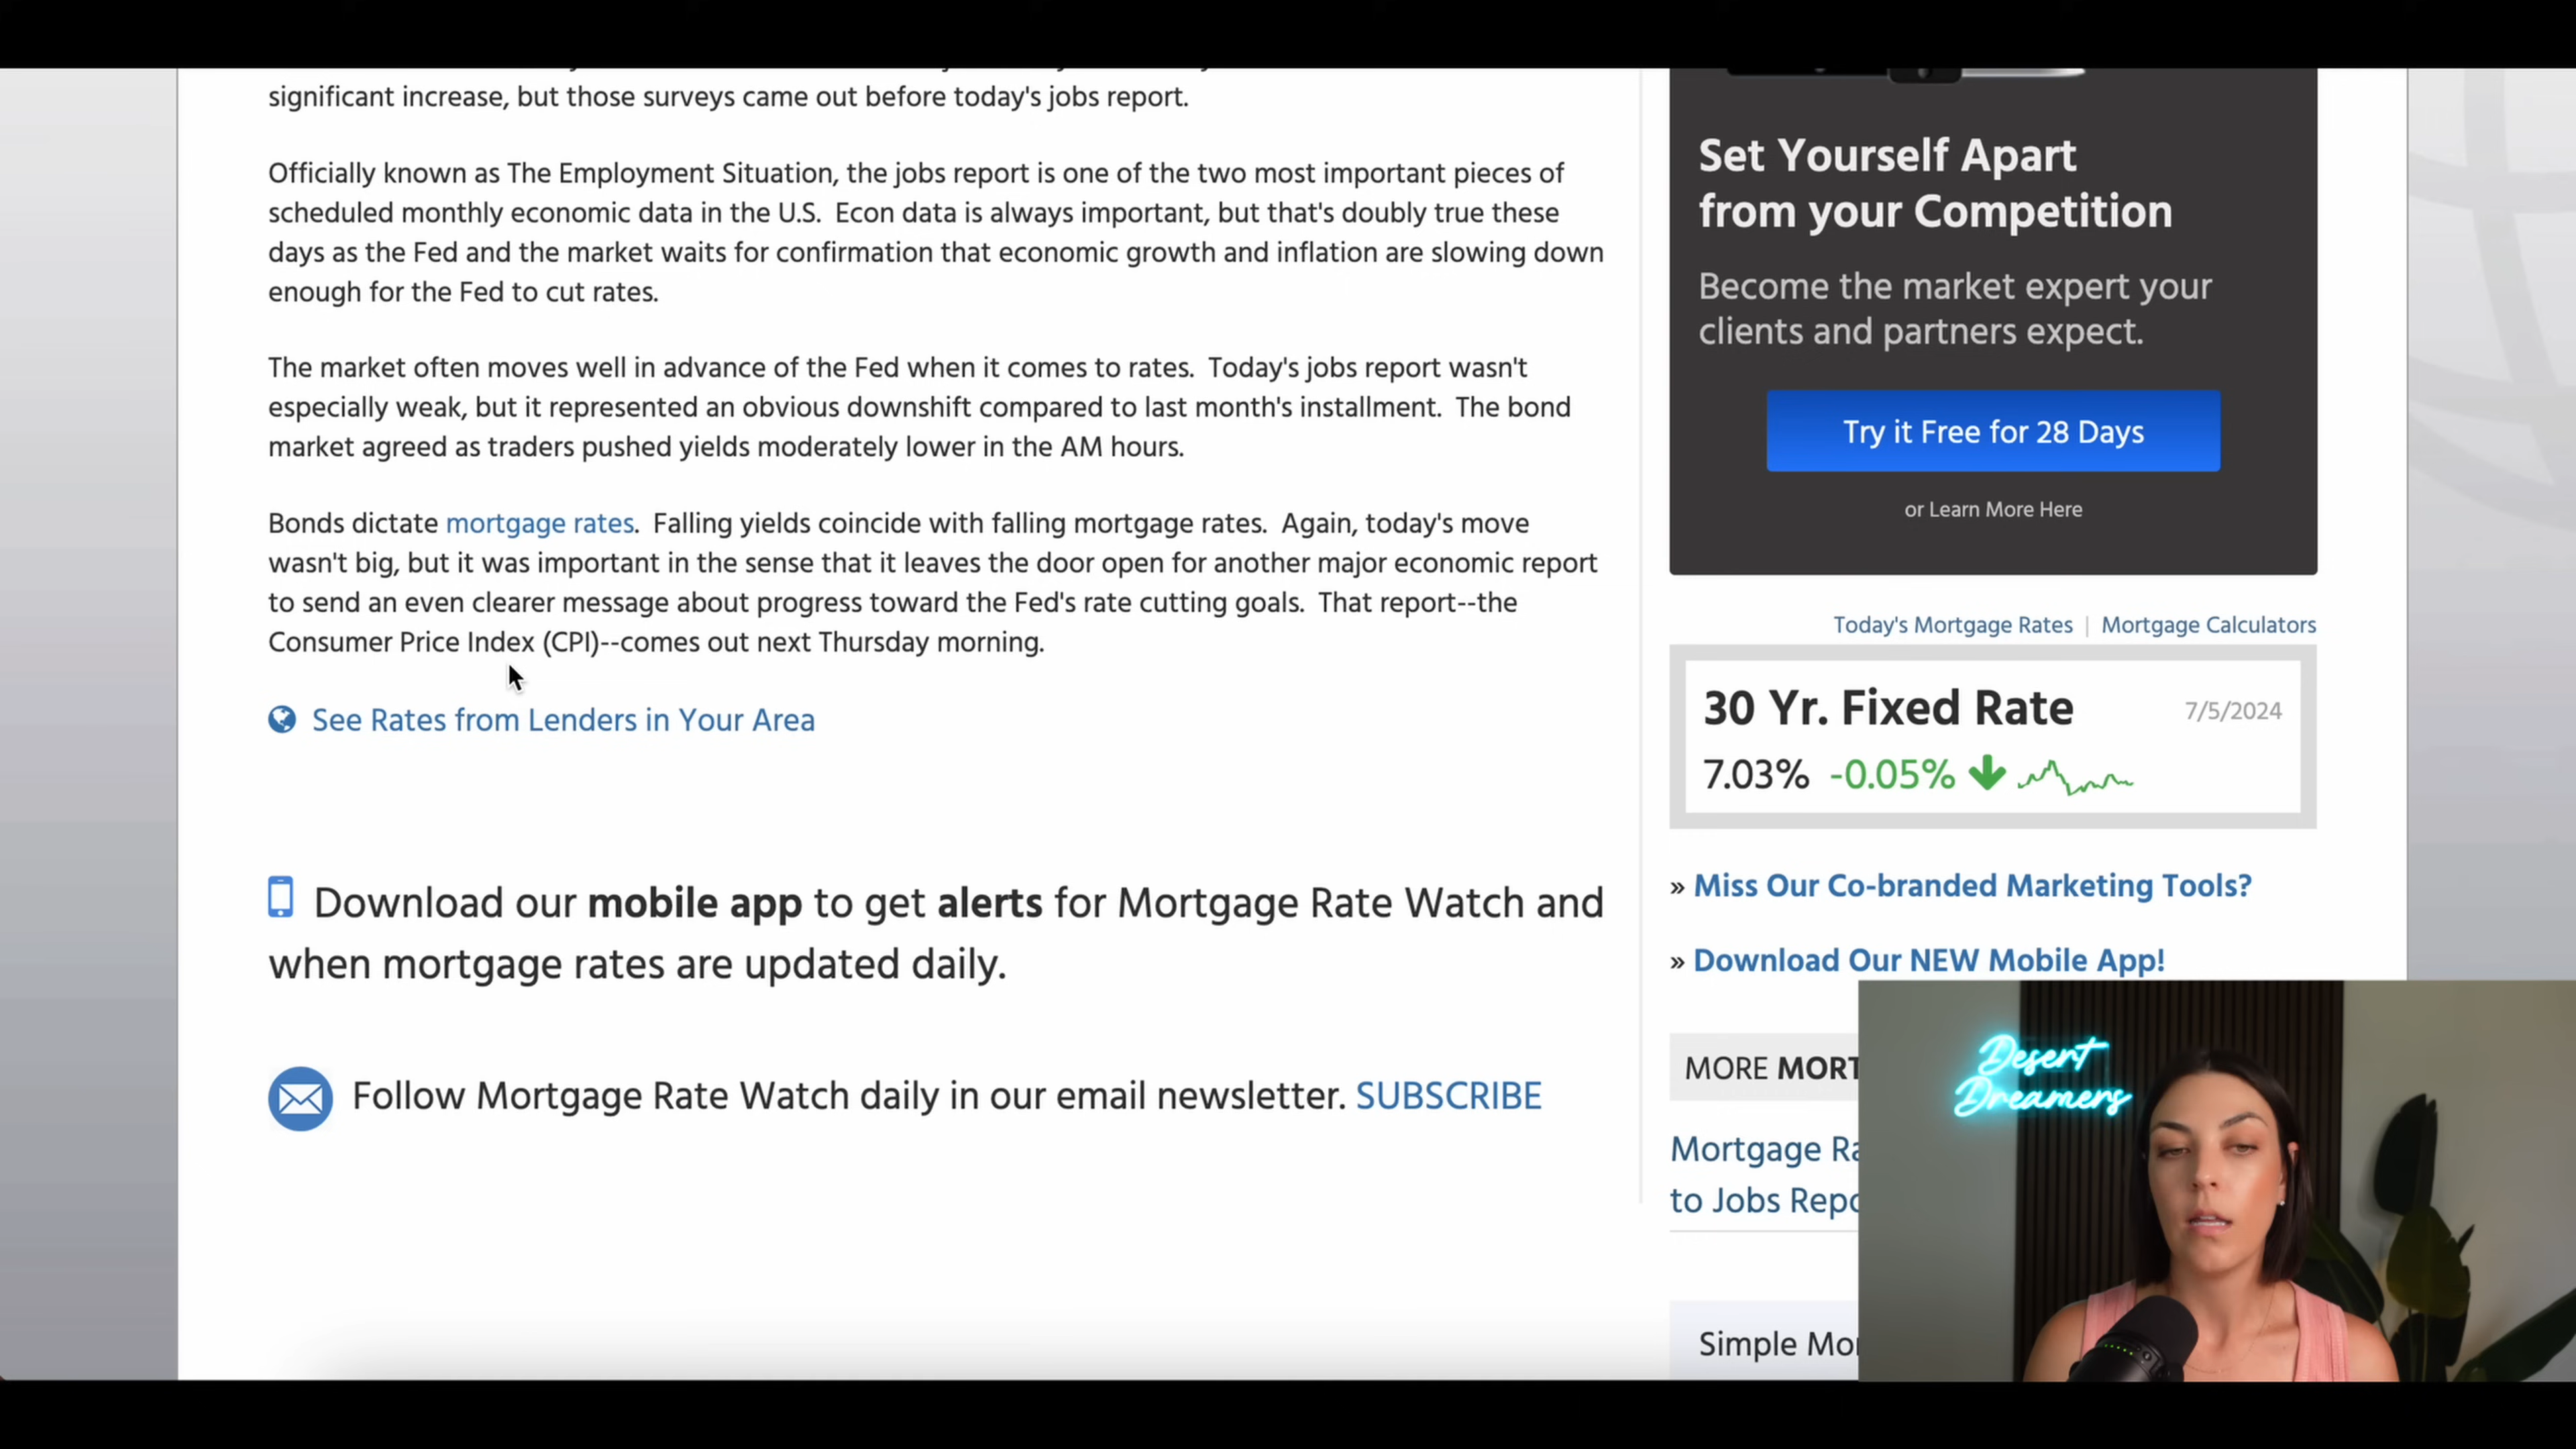 significant increase, but those surveys came out before today's jobs report.
Officially known as The Employment Situation, the jobs report is one of the two most important pieces of
scheduled monthly economic data in the U.S.  Econ data is always important, but that's doubly true these
days as the Fed and the market waits for confirmation that economic growth and inflation are slowing down
enough for the Fed to cut rates.
The market often moves well in advance of the Fed when it comes to rates.  Today's jobs report wasn't
especially weak, but it represented an obvious downshift compared to last month's installment.  The bond
market agreed as traders pushed yields moderately lower in the AM hours.
Bonds dictate mortgage rates.  Falling yields coincide with falling mortgage rates.  Again, today's move
wasn't big, but it was important in the sense that it leaves the door open for another major economic report
to send an even clearer message about progress toward the Fed's rate cutting goals.  That report--the
Consumer Price Index (CPI)--comes out next Thursday morning.
See Rates from Lenders in Your Area
Download our mobile app to get alerts for Mortgage Rate Watch and
when mortgage rates are updated daily.
Follow Mortgage Rate Watch daily in our email newsletter. SUBSCRIBE
Set Yourself Apart
from your Competition
Become the market expert your
clients and partners expect.
Try it Free for 28 Days
or Learn More Here
Today's Mortgage Rates | Mortgage Calculators
30 Yr. Fixed Rate 7/5/2024
7.03% -0.05%
» Miss Our Co-branded Marketing Tools?
» Download Our NEW Mobile App!
MORE
Mortgage
to Jobs
Simple
Desert
Dreamers